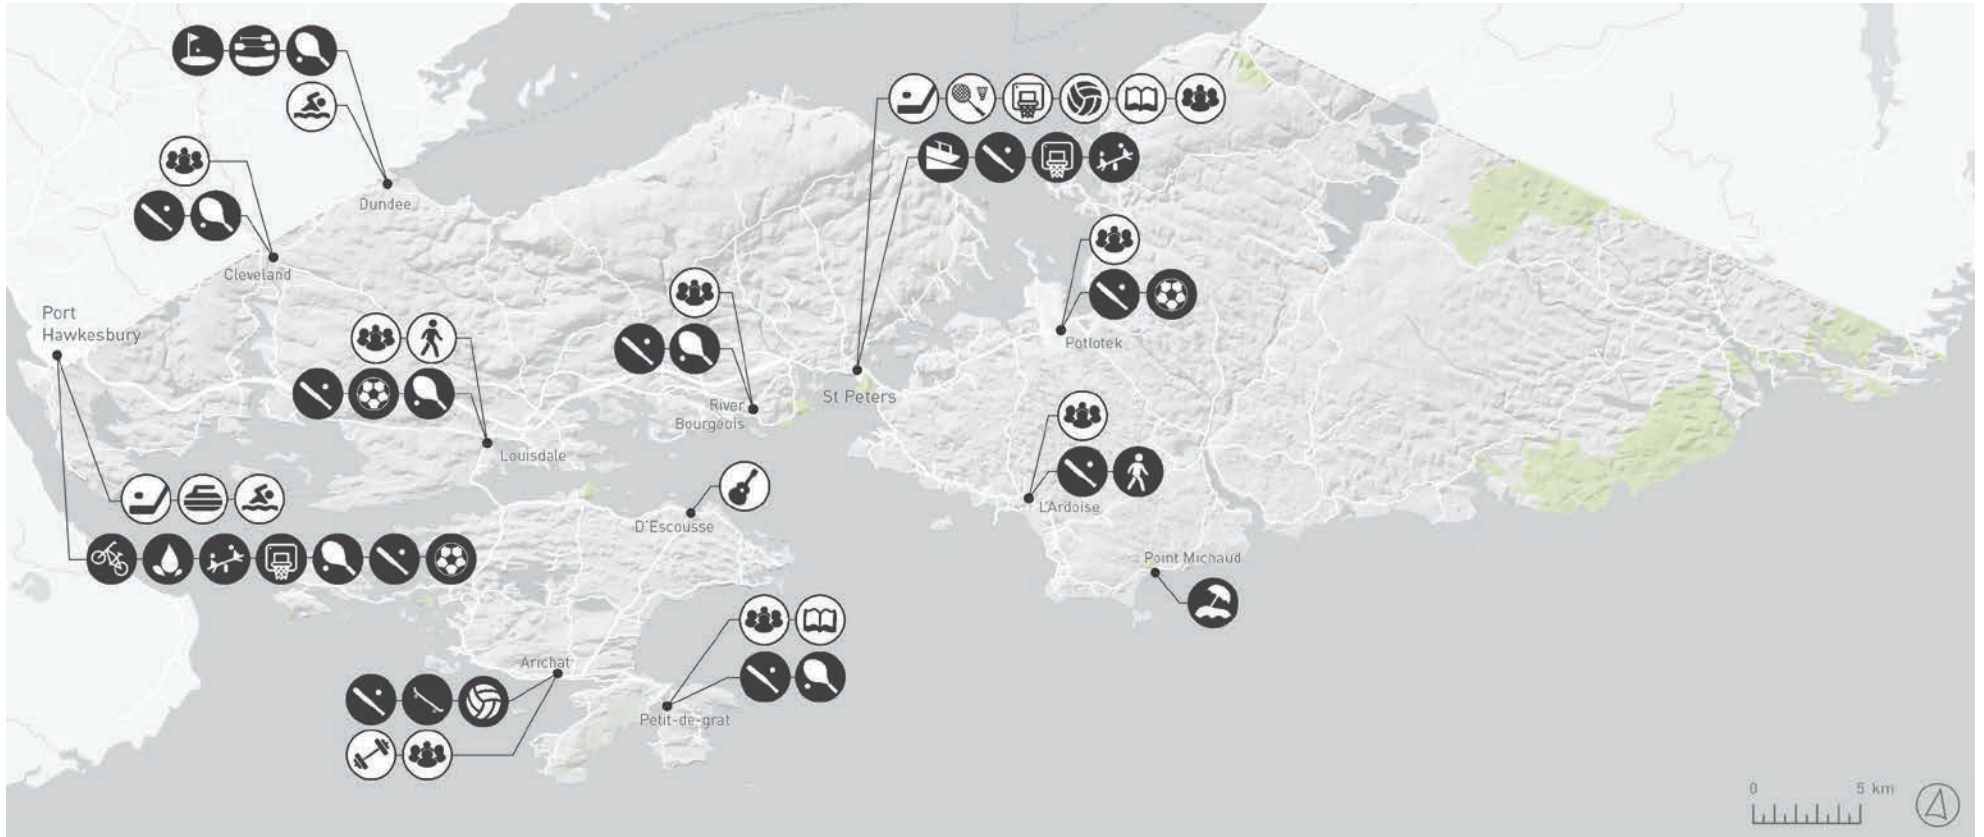 Dundee
Cleveland
Port
Hawkesbury
Potlotek
St Peters
River
Bourgeois
Louisdale
L'Ardoise
D'Escousse
Point Michaud
Arichat
Petit-de-grat
0 5 km